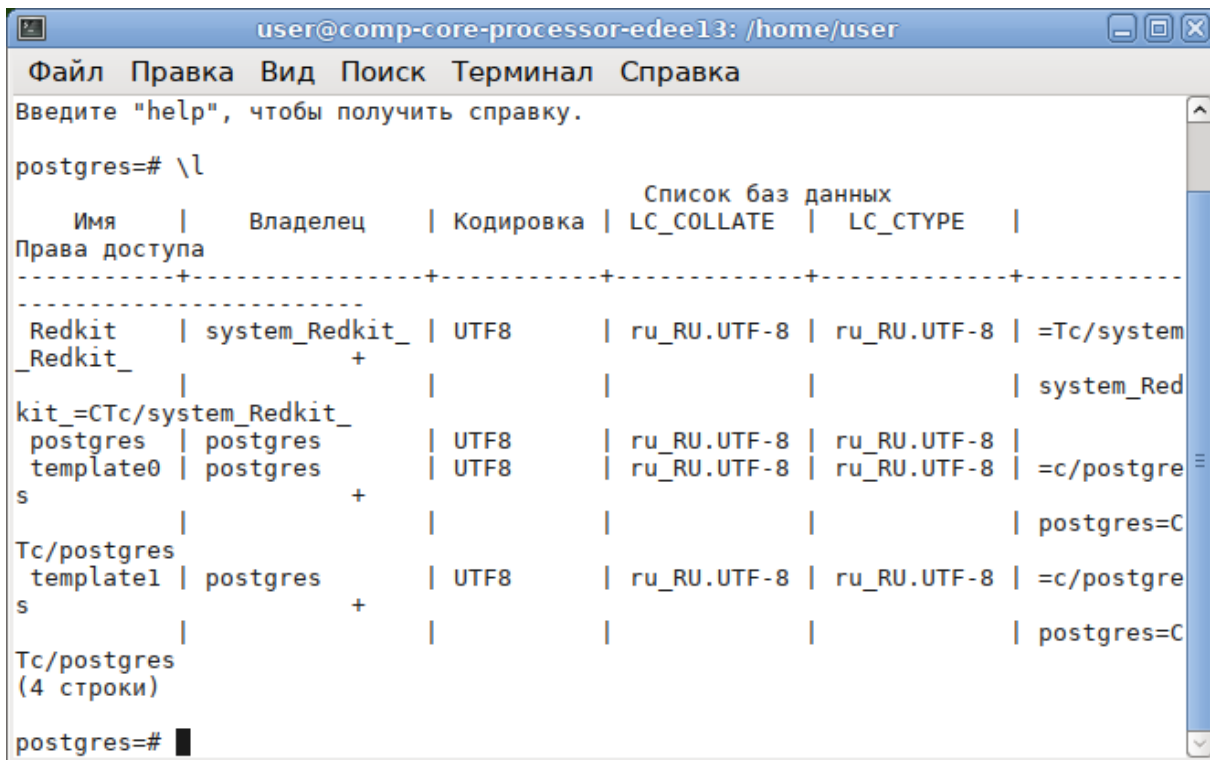 user@comp-core-processor-edee13: /home/user
Файл Правка Вид Поиск Терминал Справка
Введите "help", чтобы получить справку.
postgres=# \l
Список баз данных
Имя | Владелец | Кодировка | LC_COLLATE | LC_CTYPE |
Права доступа
-----------+----------------+-----------+-------------+-------------+-----------
------------------------
Redkit | system_Redkit_ | UTF8 | ru_RU.UTF-8 | ru_RU.UTF-8 | =Tc/system
_Redkit_ +
| | | | | system_Red
kit_=CTc/system_Redkit_
postgres | postgres | UTF8 | ru_RU.UTF-8 | ru_RU.UTF-8 |
template0 | postgres | UTF8 | ru_RU.UTF-8 | ru_RU.UTF-8 | =c/postgre
s +
| | | | | postgres=C
Tc/postgres
template1 | postgres | UTF8 | ru_RU.UTF-8 | ru_RU.UTF-8 | =c/postgre
s +
| | | | | postgres=C
Tc/postgres
(4 строки)
postgres=#